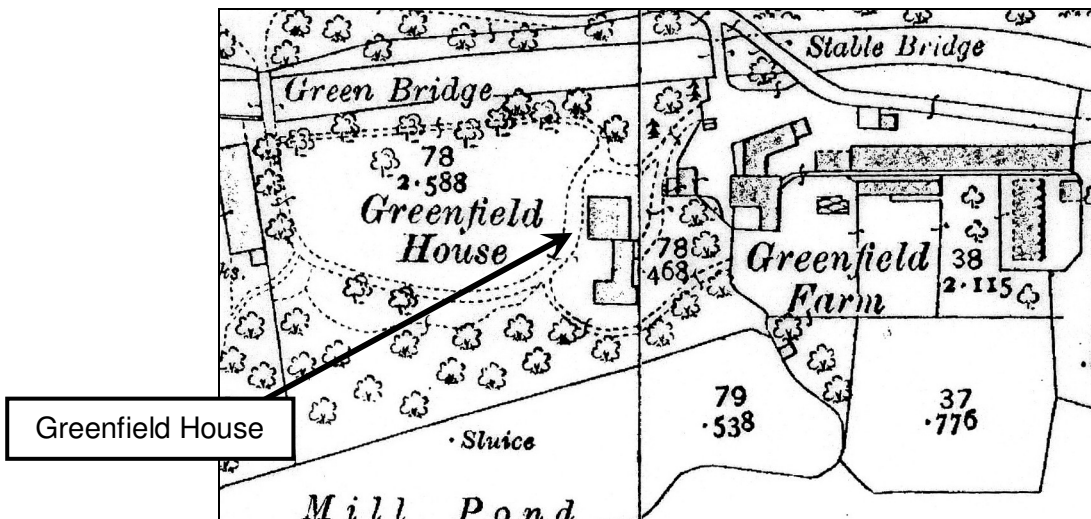 Stable Bridge
Green Bridge
78
2.588
Greenfield
House
78
468
Greenfield
Farm
38
2.115
Greenfield House
79
.538
37
.776
Sluice
Mill Pond